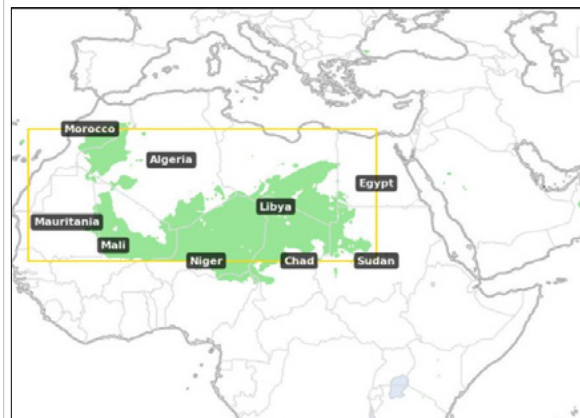 Morocco
Algeria
Egypt
Libya
Mauritania
Mali
Niger
Chad
Sudan